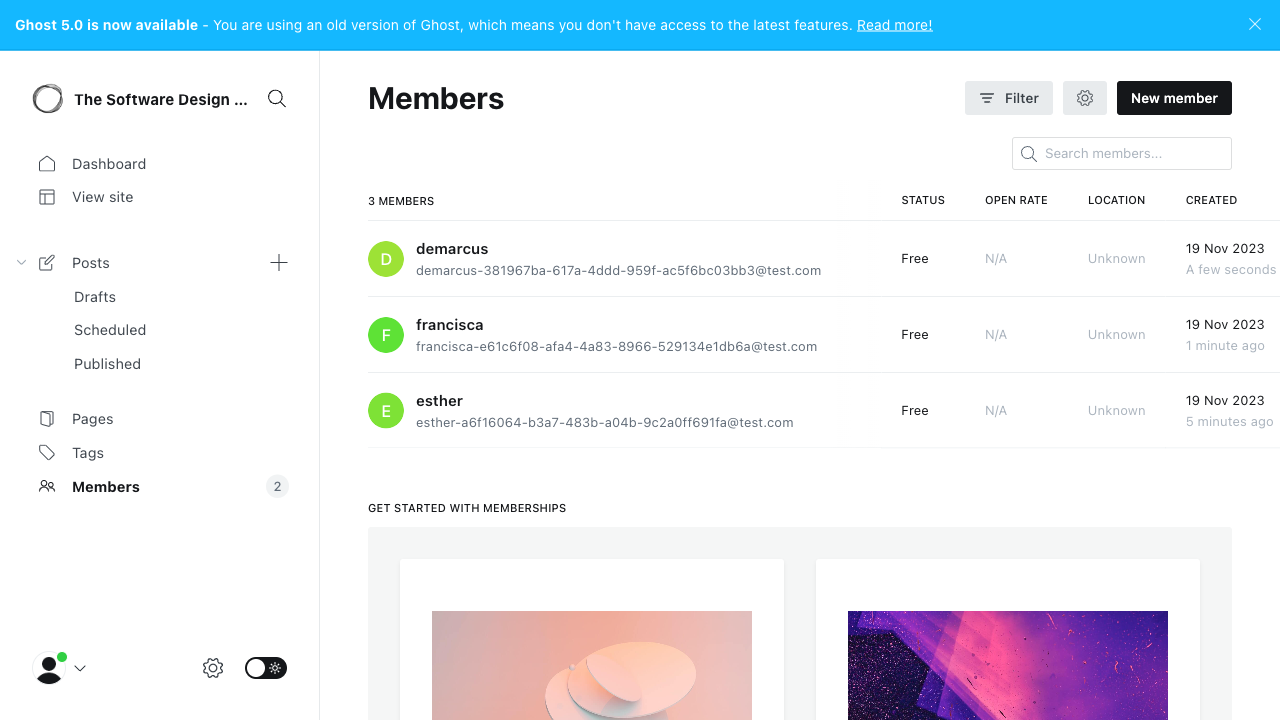 Ghost 5.0 is now available - You are using an old version of Ghost, which means you don't have access to the latest features. Read more!
The Software Design ...
Dashboard
View site
Posts
Drafts
Scheduled
Published
Pages
Tags
Members
2
Members
Filter
New member
Search members...
3 MEMBERS
STATUS
OPEN RATE
LOCATION
CREATED
D
demarcus
demarcus-381967ba-617a-4ddd-959f-ac5f6bc03bb3@test.com
Free
N/A
Unknown
19 Nov 2023
A few seconds
F
francisca
francisca-e61c6f08-afa4-4a83-8966-529134e1db6a@test.com
Free
N/A
Unknown
19 Nov 2023
1 minute ago
E
esther
esther-a6f16064-b3a7-483b-a04b-9c2a0ff691fa@test.com
Free
N/A
Unknown
19 Nov 2023
5 minutes ago
GET STARTED WITH MEMBERSHIPS